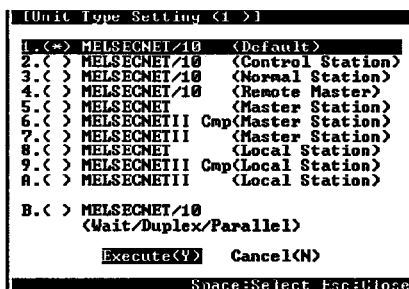 [Unit Type Setting (1 )]
1.(*) MELSECNET/10 (Default)
2.( ) MELSECNET/10 (Control Station)
3.( ) MELSECNET/10 (Normal Station)
4.( ) MELSECNET/10 (Remote Master)
5.( ) MELSECNET (Master Station)
6.( ) MELSECNETII Cmp(Master Station)
7.( ) MELSECNETII (Master Station)
8.( ) MELSECNET (Local Station)
9.( ) MELSECNETII Cmp(Local Station)
A.( ) MELSECNETII (Local Station)
B.( ) MELSECNET/10
(Wait/Duplex/Parallel)
Execute(Y) Cancel(N)
Space:Select Esc:Close